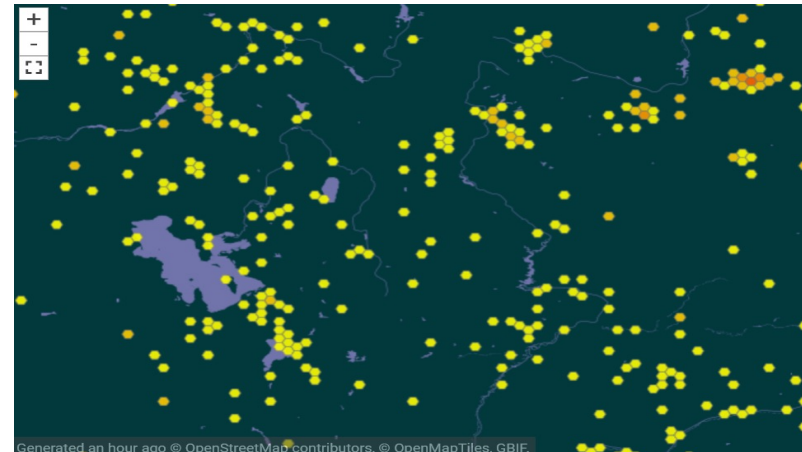 +
-
Generated an hour ago © OpenStreetMap contributors, © OpenMapTiles, GBIF.